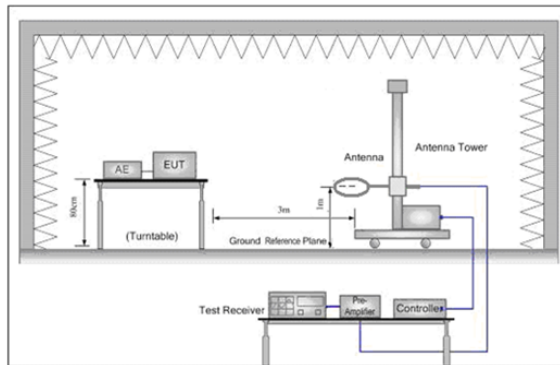 Antenna Tower
Antenna
AE
EUT
80cm
(Turntable)
3m
1m
Ground Reference Plane
Test Receiver
Pre-
Amplifier
Controller